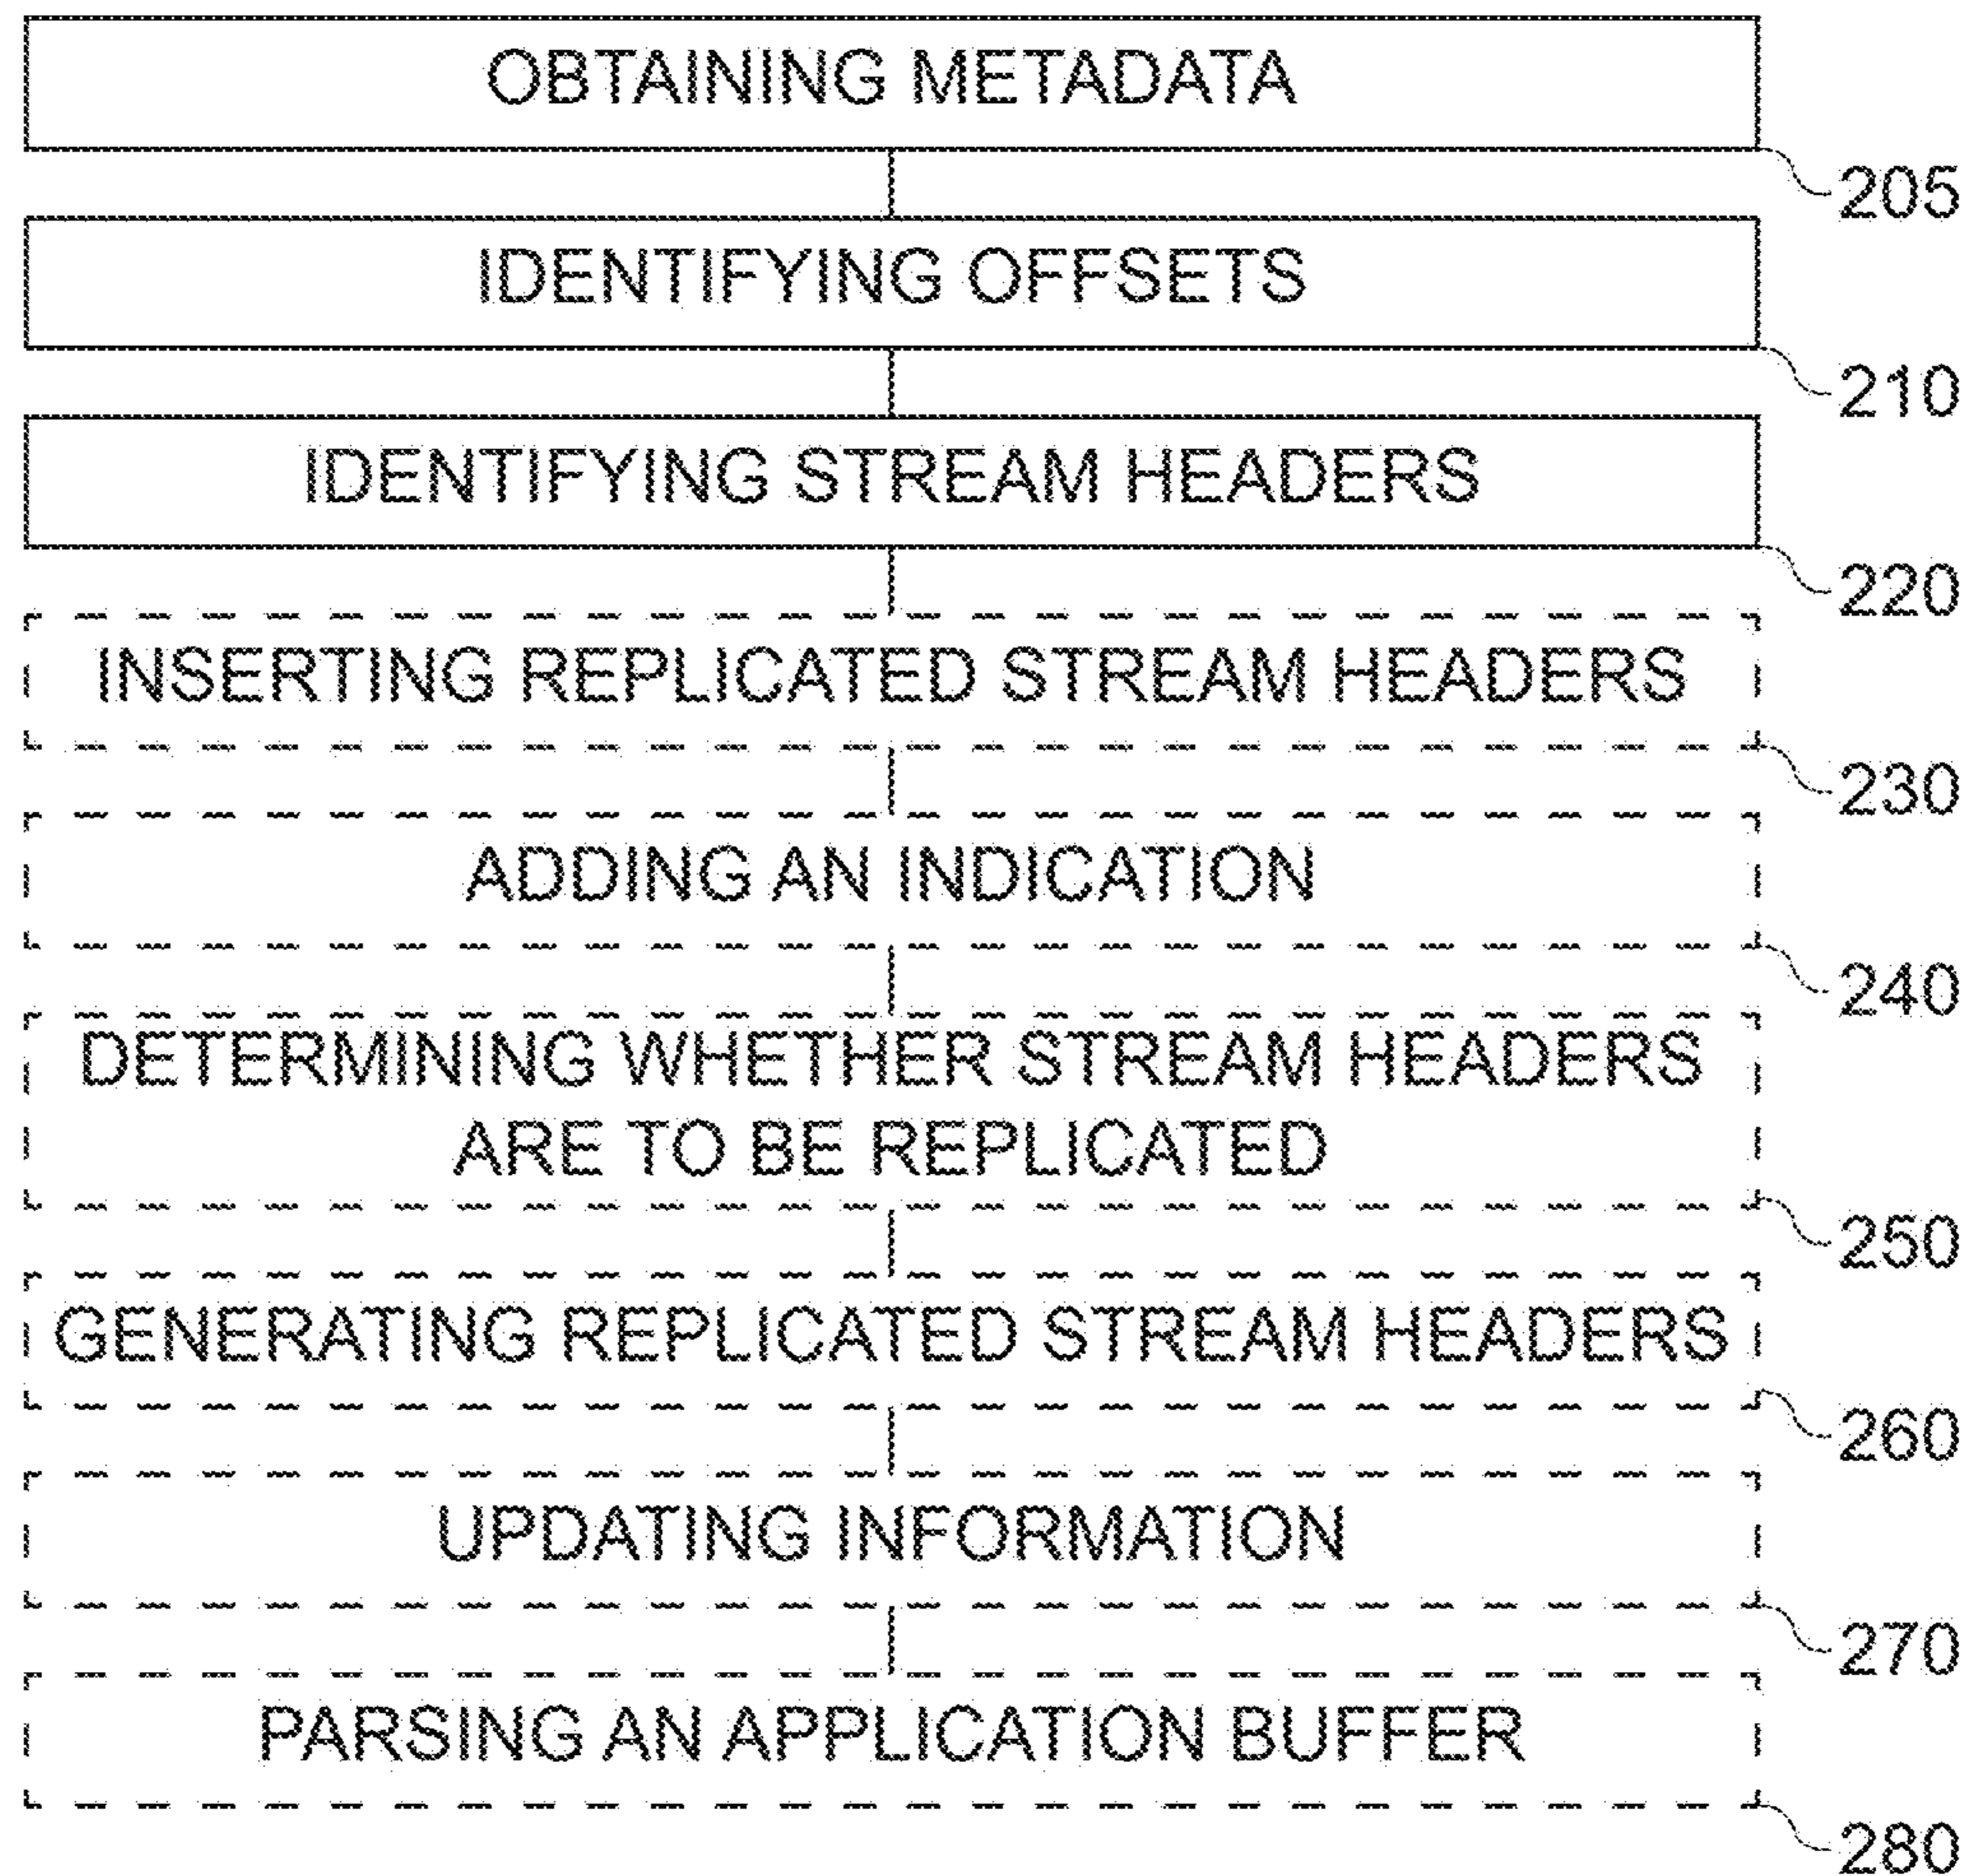 OBTAINING METADATA
205
IDENTIFYING OFFSETS
210
IDENTIFYING STREAM HEADERS
220
INSERTING REPLICATED STREAM HEADERS
230
ADDING AN INDICATION
240
DETERMINING WHETHER STREAM HEADERS
ARE TO BE REPLICATED
250
GENERATING REPLICATED STREAM HEADERS
260
UPDATING INFORMATION
270
PARSING AN APPLICATION BUFFER
280